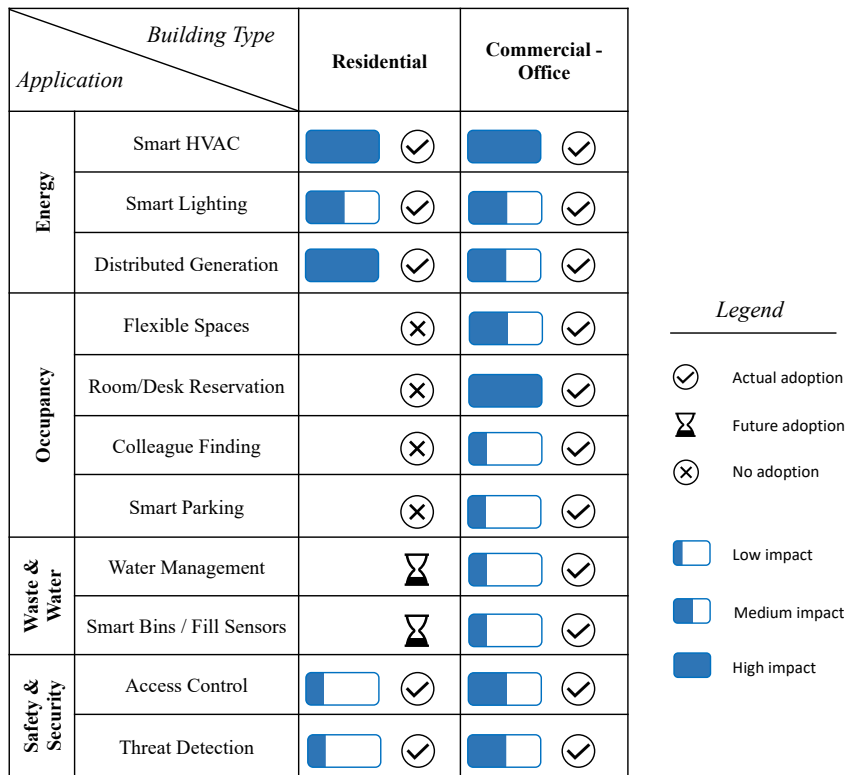 Building Type
Application
Residential
Commercial -
Office
Energy
Smart HVAC
Smart Lighting
Distributed Generation
Occupancy
Flexible Spaces
Room/Desk Reservation
Colleague Finding
Smart Parking
Waste &
Water
Water Management
Smart Bins / Fill Sensors
Safety &
Security
Access Control
Threat Detection
Legend
Actual adoption
Future adoption
No adoption
Low impact
Medium impact
High impact